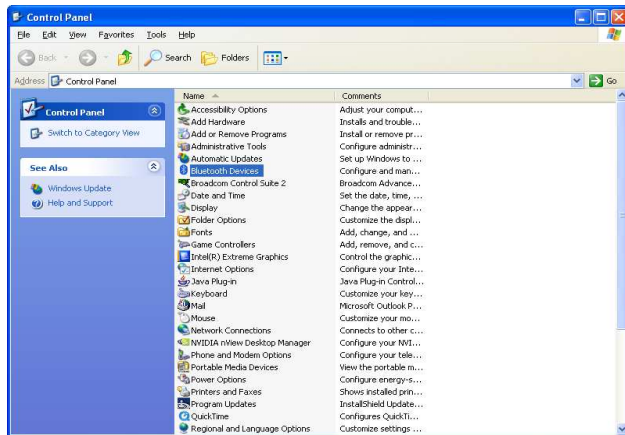 Control Panel
File Edit View Favorites Tools Help
Back Search Folders
Address Control Panel Go
Control Panel
Switch to Category View
See Also
Windows Update
Help and Support
Name Comments
Accessibility Options Adjust your comput...
Add Hardware Installs and trouble...
Add or Remove Programs Install or remove pr...
Administrative Tools Configure administr...
Automatic Updates Set up Windows to ...
Bluetooth Devices Configure and man...
Broadcom Control Suite 2 Broadcom Advance...
Date and Time Set the date, time, ...
Display Change the appear...
Folder Options Customize the displ...
Fonts Add, change, and ...
Game Controllers Add, remove, and c...
Intel(R) Extreme Graphics Control the graphic...
Internet Options Configure your Inte...
Java Plug-in Java Plug-in Control...
Keyboard Customize your key...
Mail Microsoft Outlook P...
Mouse Customize your mo...
Network Connections Connects to other c...
NVIDIA nView Desktop Manager Configure your NVI...
Phone and Modem Options Configure your tele...
Portable Media Devices View the portable m...
Power Options Configure energy-s...
Printers and Faxes Shows installed prin...
Program Updates InstallShield Update...
QuickTime Configures QuickTi...
Regional and Language Options Customize settings ...